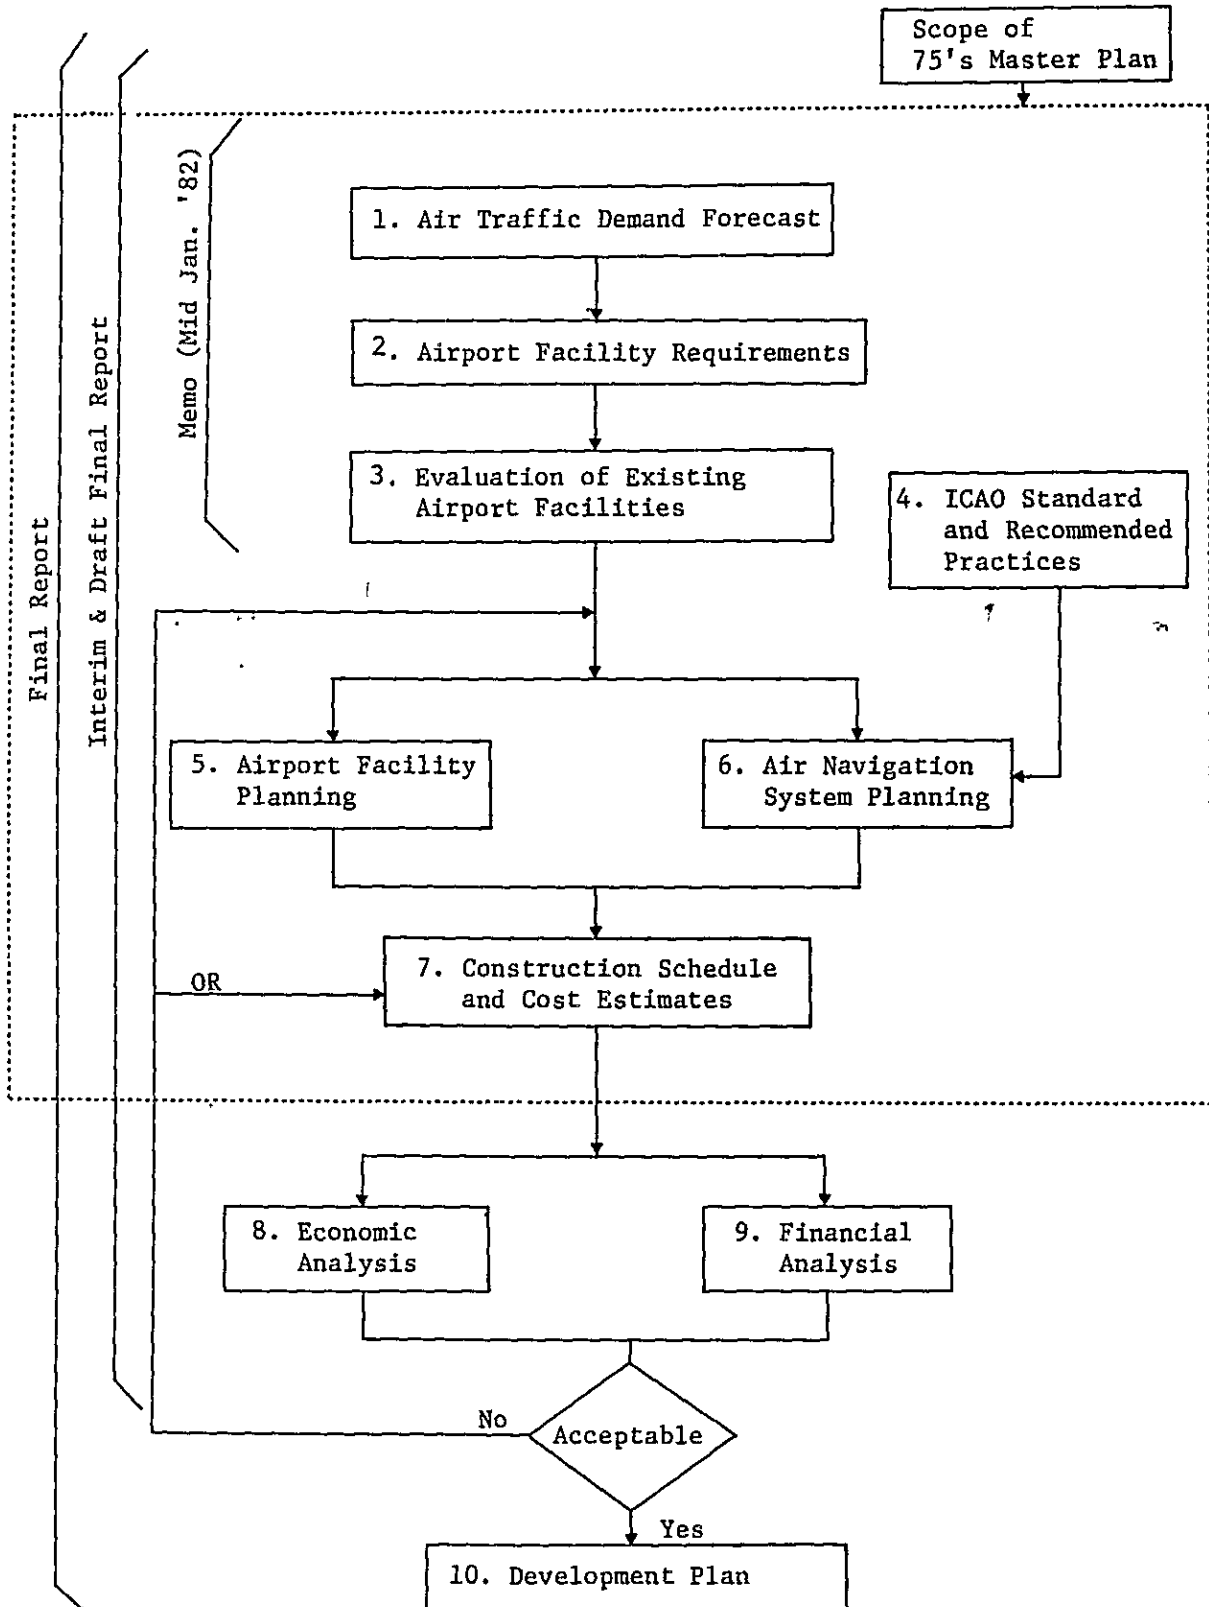 Scope of
75's Master Plan
Memo (Mid Jan. '82)
Interim & Draft Final Report
Final Report
1. Air Traffic Demand Forecast
2. Airport Facility Requirements
3. Evaluation of Existing
Airport Facilities
4. ICAO Standard
and Recommended
Practices
5. Airport Facility
Planning
6. Air Navigation
System Planning
OR
7. Construction Schedule
and Cost Estimates
8. Economic
Analysis
9. Financial
Analysis
No
Acceptable
Yes
10. Development Plan